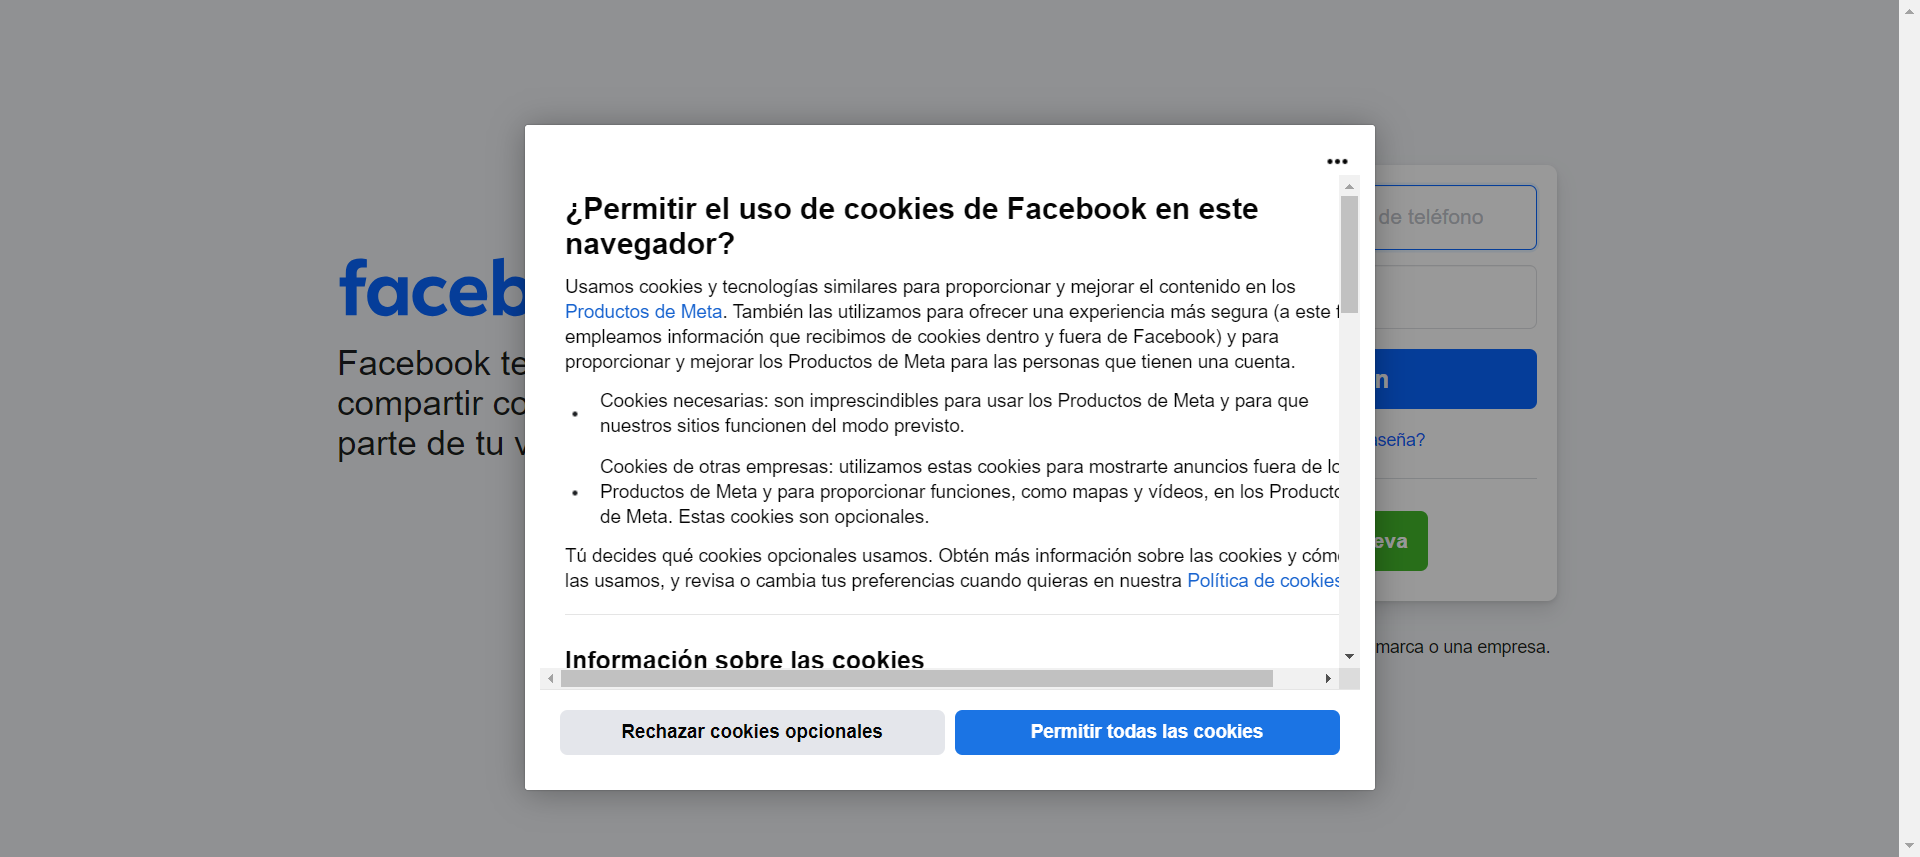 ¿Permitir el uso de cookies de Facebook en este
navegador?
Usamos cookies y tecnologías similares para proporcionar y mejorar el contenido en los
Productos de Meta. También las utilizamos para ofrecer una experiencia más segura (a este
empleamos información que recibimos de cookies dentro y fuera de Facebook) y para
proporcionar y mejorar los Productos de Meta para las personas que tienen una cuenta.
• Cookies necesarias: son imprescindibles para usar los Productos de Meta y para que
nuestros sitios funcionen del modo previsto.
• Cookies de otras empresas: utilizamos estas cookies para mostrarte anuncios fuera de
Productos de Meta y para proporcionar funciones, como mapas y vídeos, en los
de Meta. Estas cookies son opcionales.
Tú decides qué cookies opcionales usamos. Obtén más información sobre las cookies y
las usamos, y revisa o cambia tus preferencias cuando quieras en nuestra Política de cookies
Información sobre las cookies
Rechazar cookies opcionales
Permitir todas las cookies
faceb
Facebook te
compartir co
parte de tu v
de teléfono
n
seña?
eva
marca o una empresa.